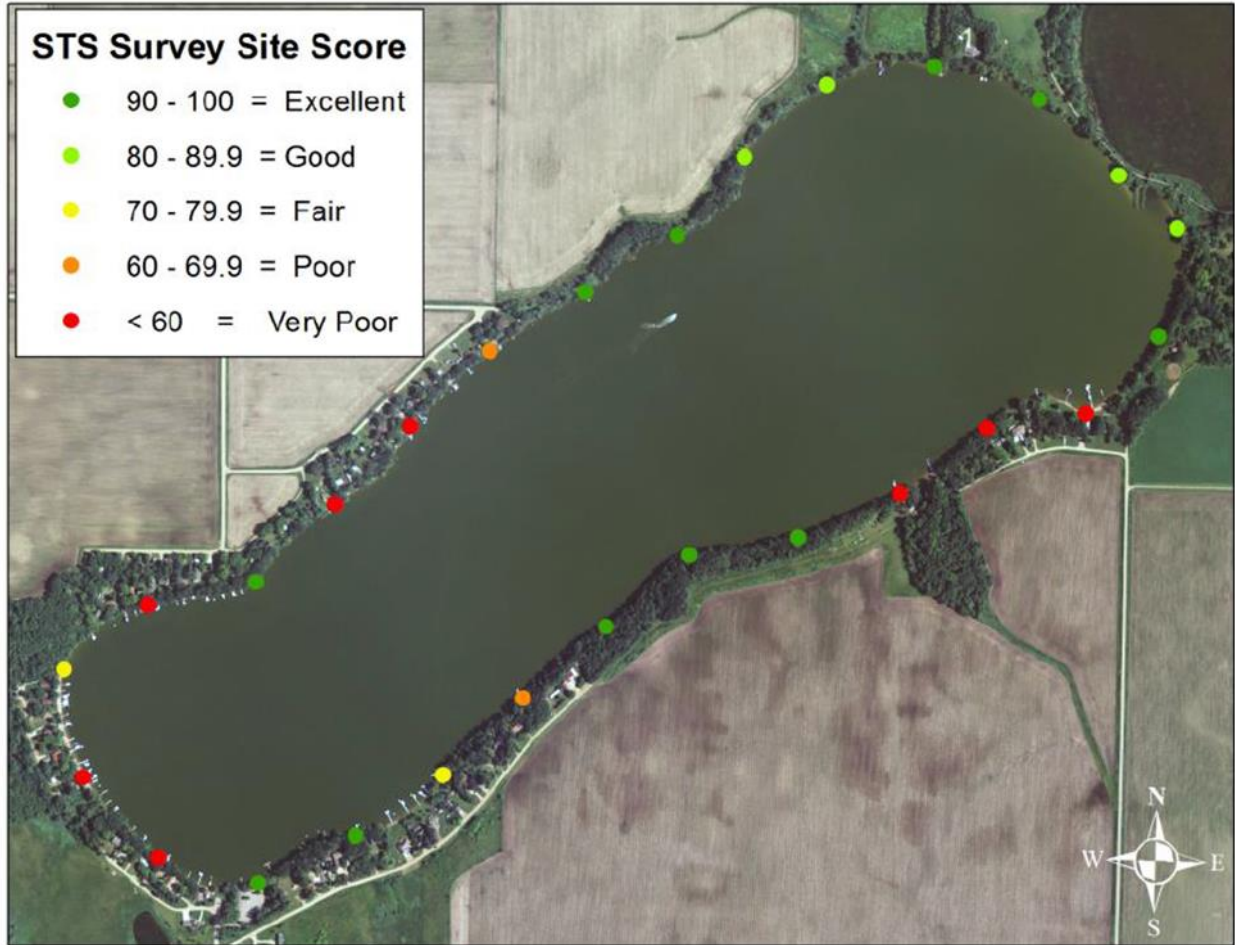 STS Survey Site Score
90 - 100 = Excellent
80 - 89.9 = Good
70 - 79.9 = Fair
60 - 69.9 = Poor
< 60 = Very Poor
N
W E
S